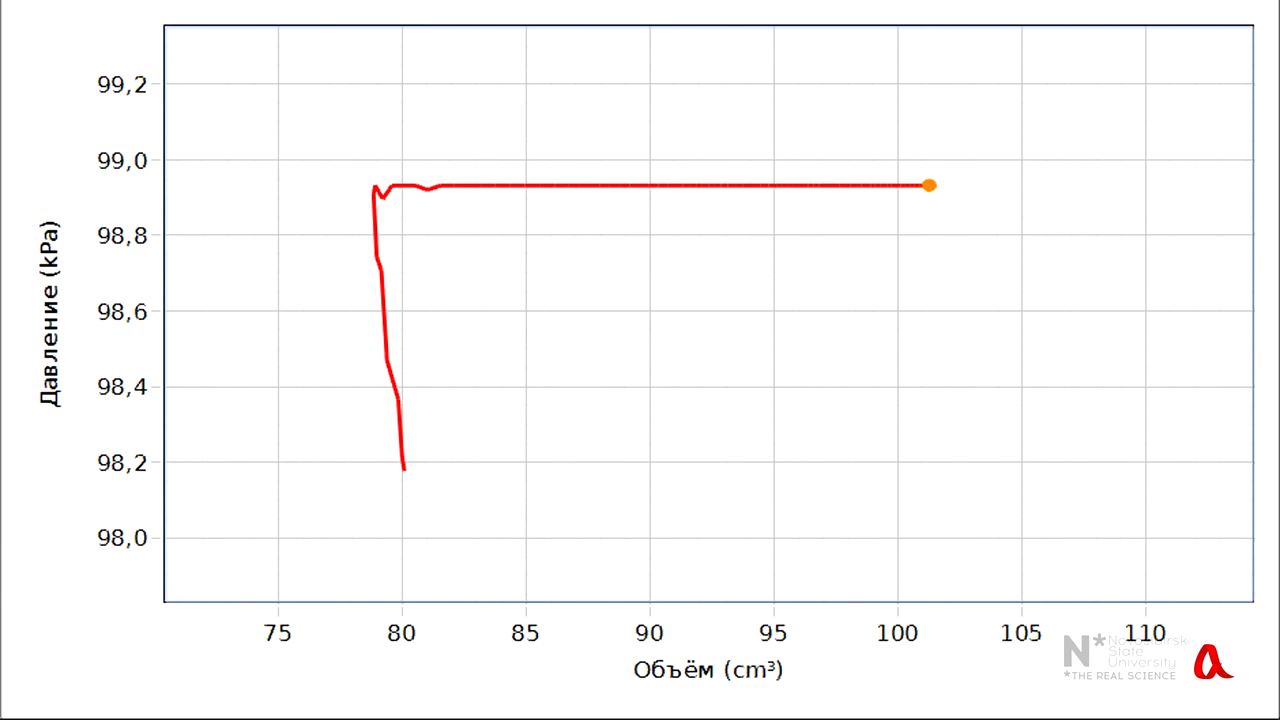 99,2
99,0
98,8
98,6
98,4
98,2
98,0
Давление (kPa)
75 80 85 90 95 100 105 110
Объём (cm³)
N* Novosibirsk
State
University
*THE REAL SCIENCE
a